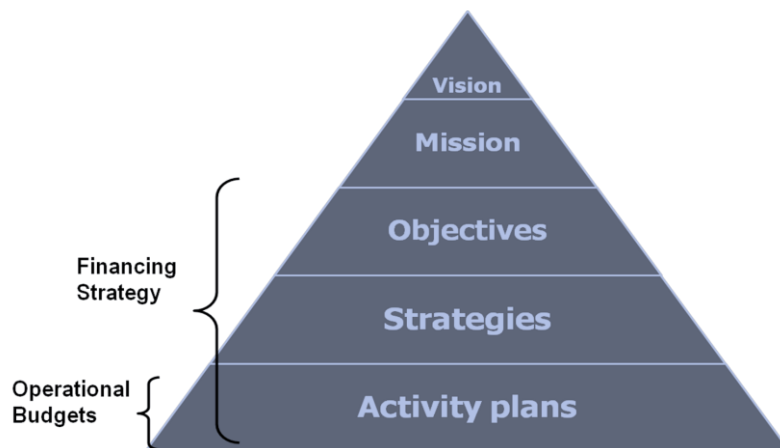 Vision
Mission
Objectives
Financing
Strategy
Strategies
Operational
Budgets
Activity plans